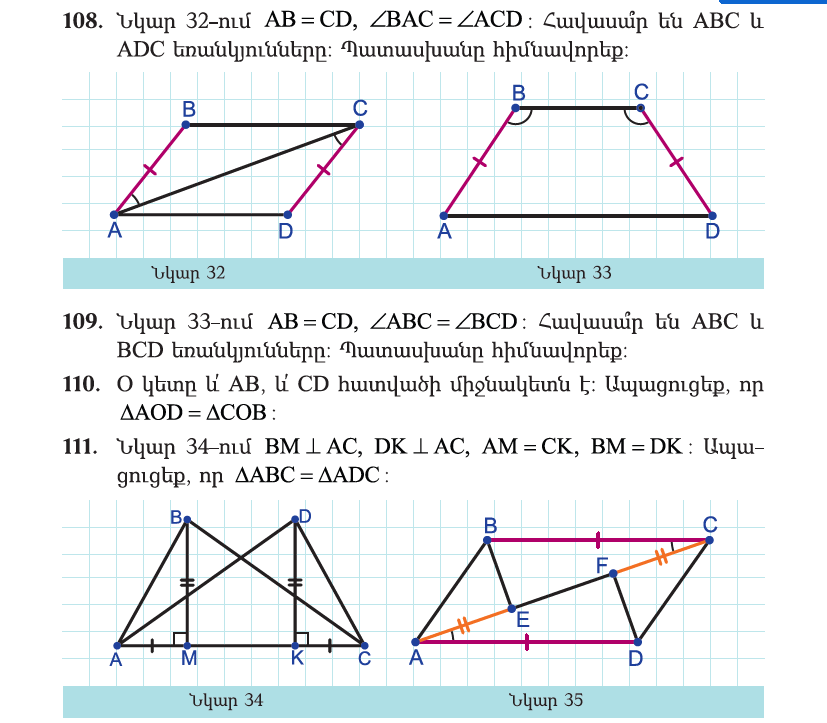 108. Նկար 32–ում AB = CD, ∠BAC = ∠ACD : Հավասա՞ր են ABC և
ADC եռանկյունները: Պատասխանը հիմնավորեք:
B
C
A
D
B
C
A
D
Նկար 32
Նկար 33
109. Նկար 33–ում AB = CD, ∠ABC = ∠BCD : Հավասա՞ր են ABC և
BCD եռանկյունները: Պատասխանը հիմնավորեք:
110. O կետը և՛ AB, և՛ CD հատվածի միջնակետն է: Ապացուցեք, որ
ΔAOD = ΔCOB :
111. Նկար 34–ում BM ⊥ AC, DK ⊥ AC, AM = CK, BM = DK : Ապա–
ցուցեք, որ ΔABC = ΔADC :
B
D
A
M
K
C
B
C
F
E
A
D
Նկար 34
Նկար 35